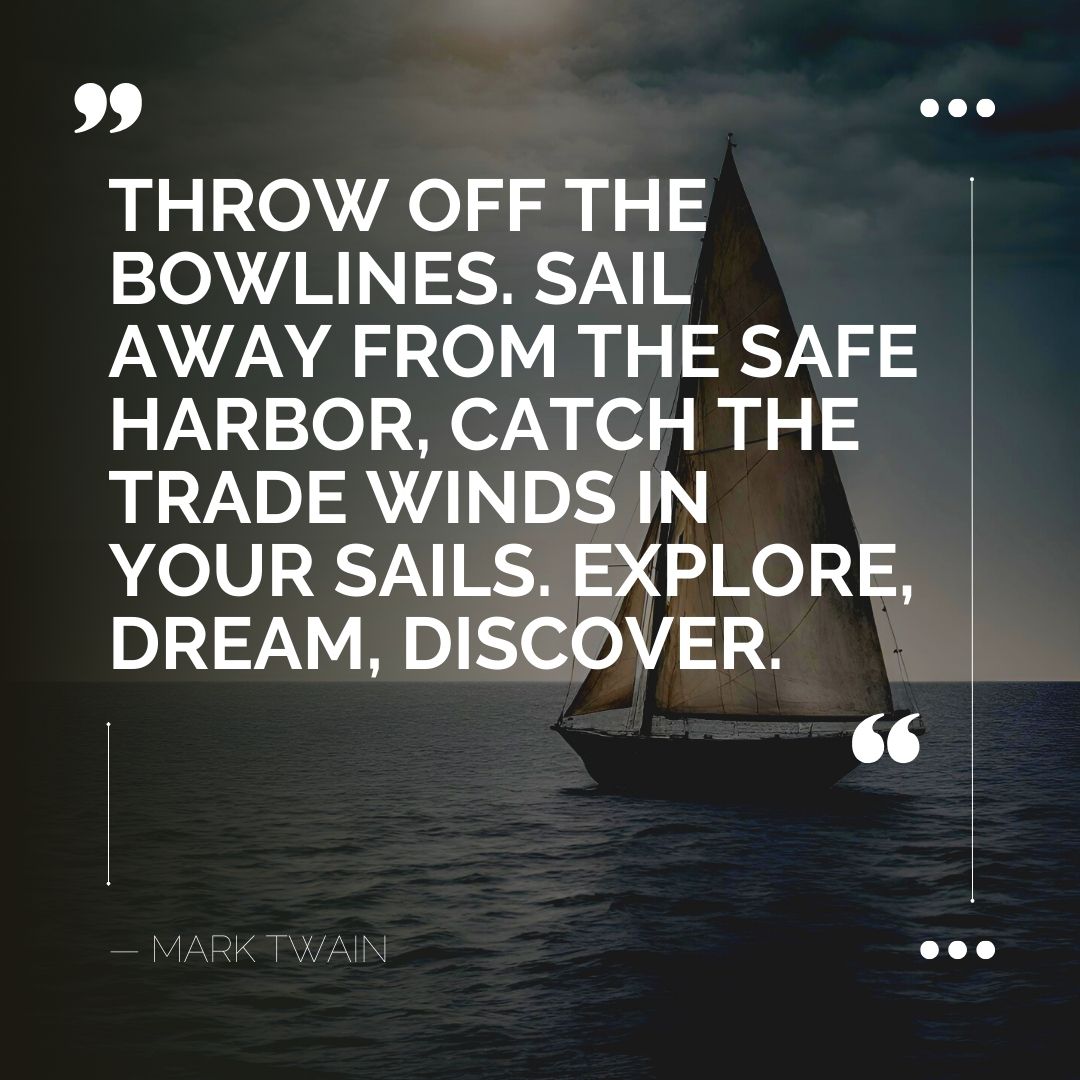 ”
THROW OFF THE
BOWLINES. SAIL
AWAY FROM THE SAFE
HARBOR, CATCH THE
TRADE WINDS IN
YOUR SAILS. EXPLORE,
DREAM, DISCOVER.
“
— MARK TWAIN